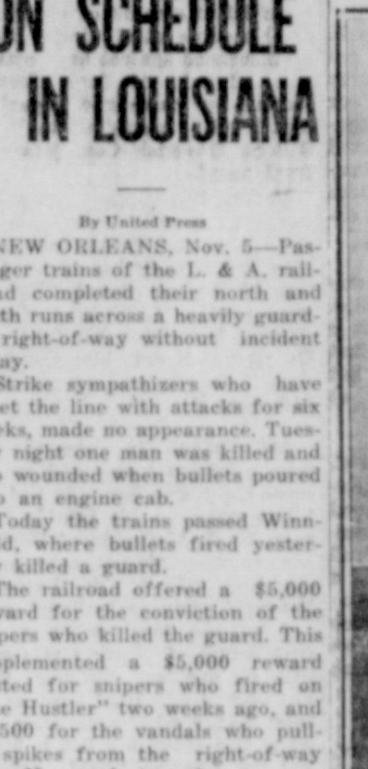 ON SCHEDULE
IN LOUISIANA
By United Press
NEW ORLEANS, Nov. 5—Pas-
ger trains of the L. & A. rail-
ad completed their north and
th runs across a heavily guard-
right-of-way without incident
ay.
Strike sympathizers who have
et the line with attacks for six
eks, made no appearance. Tues-
y night one man was killed and
o wounded when bullets poured
o an engine cab.
Today the trains passed Winn-
ld, where bullets fired yester-
y killed a guard.
The railroad offered a $5,000
ward for the conviction of the
pers who killed the guard. This
pplemented a $5,000 reward
sted for snipers who fired on
e Hustler" two weeks ago, and
500 for the vandals who pull-
spikes from the right-of-way